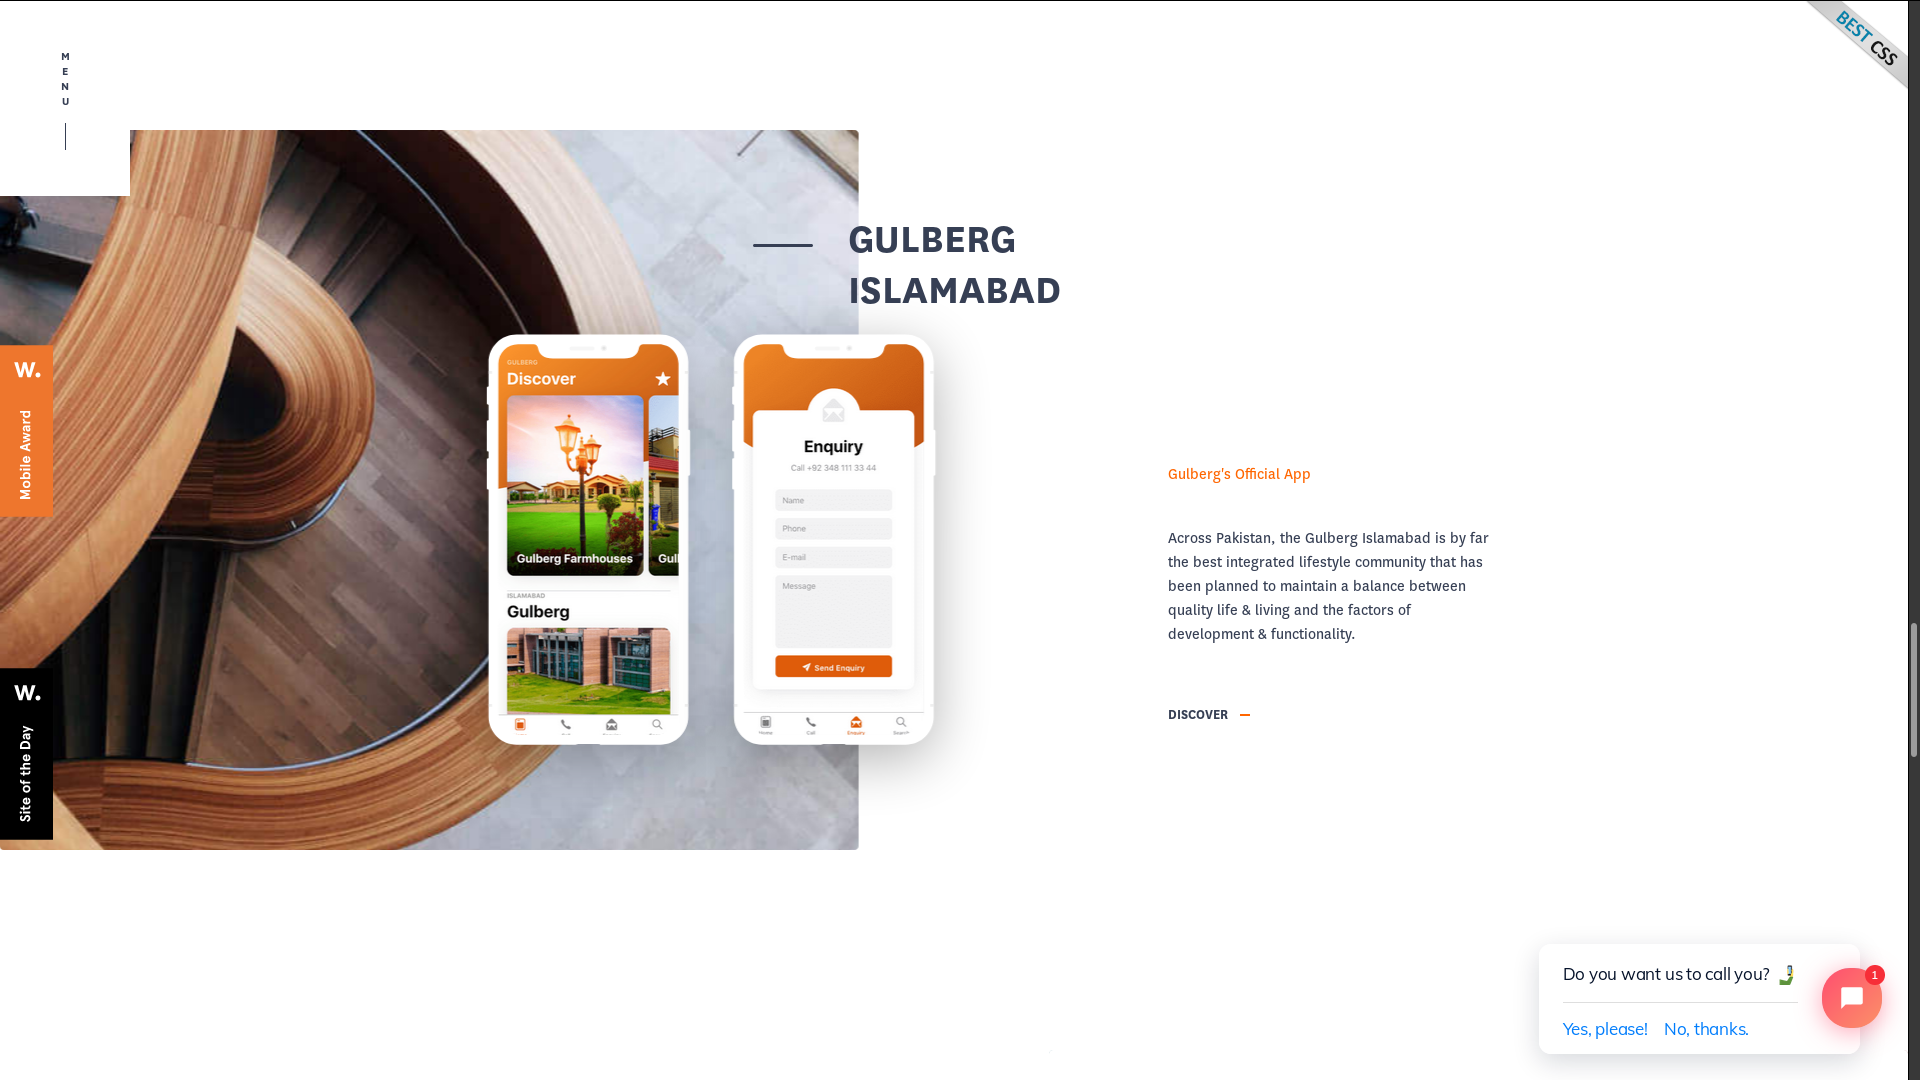 M
E
N
U
BEST CSS
GULBERG
ISLAMABAD
W.
Mobile Award
W.
Site of the Day
GULBERG
Discover
Gulberg Farmhouses
Gul
ISLAMABAD
Gulberg
Enquiry
Call +92 348 111 33 44
Name
Phone
E-mail
Message
Send Enquiry
Home
Call
Enquiry
Search
Gulberg's Official App
Across Pakistan, the Gulberg Islamabad is by far
the best integrated lifestyle community that has
been planned to maintain a balance between
quality life & living and the factors of
development & functionality.
DISCOVER
Do you want us to call you?
1
Yes, please! No, thanks.